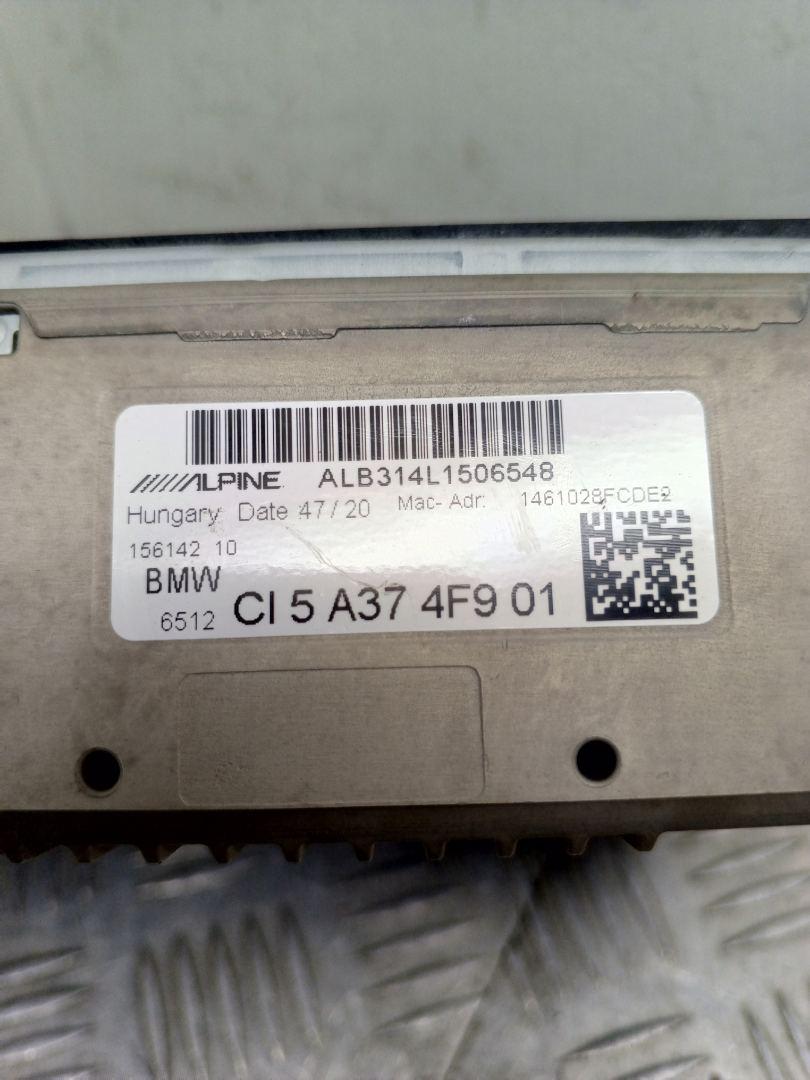 ALPINE ALB314L1506548
Hungary Date 47/20 Mac-Adr: 1461028FCDE2
156142 10
BMW
6512 CI 5 A37 4F9 01